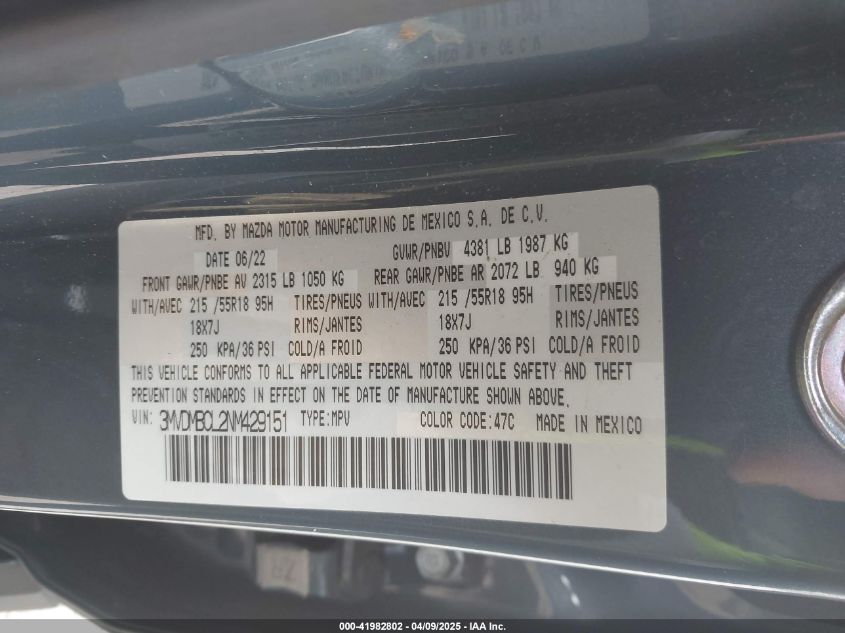 MFD. BY MAZDA MOTOR MANUFACTURING DE MEXICO S.A. DE C.V.
DATE 06/22 GVWR/PNBV 4381 LB 1987 KG
FRONT GAWR/PNBE AV 2315 LB 1050 KG REAR GAWR/PNBE AR 2072 LB 940 KG
WITH/AVEC 215 /55R18 95H TIRES/PNEUS WITH/AVEC 215 /55R18 95H TIRES/PNEUS
18X7J RIMS/JANTES 18X7J RIMS/JANTES
250 KPA/36 PSI COLD/A FROID 250 KPA/36 PSI COLD/A FROID
THIS VEHICLE CONFORMS TO ALL APPLICABLE FEDERAL MOTOR VEHICLE SAFETY AND THEFT
PREVENTION STANDARDS IN EFFECT ON THE DATE OF MANUFACTURE SHOWN ABOVE.
VIN: 3MVDMBCL2NM429151 TYPE:MPV COLOR CODE:47C MADE IN MEXICO
000-41982802 - 04/09/2025 - IAA Inc.